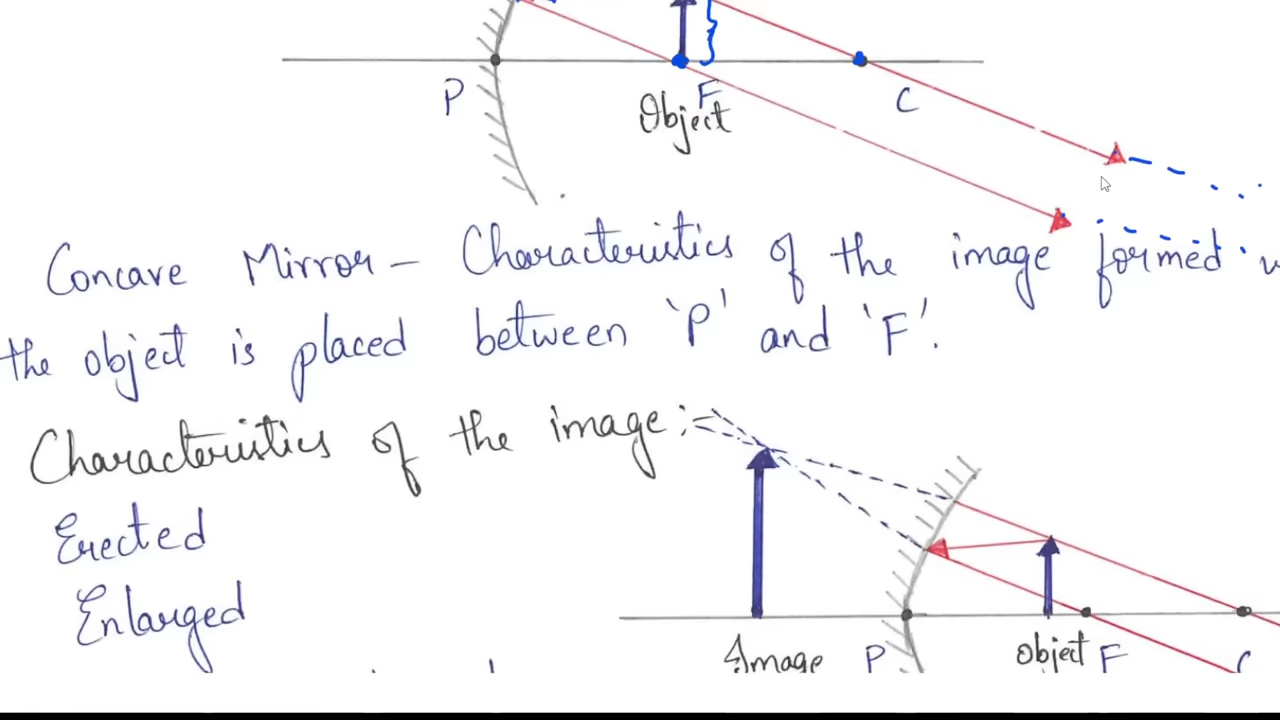 P
F
C
Object
Concave Mirror – Characteristics of the image formed
the object is placed between 'P' and 'F'.
Characteristics of the image :-
Erected
Enlarged
Image P Object F C